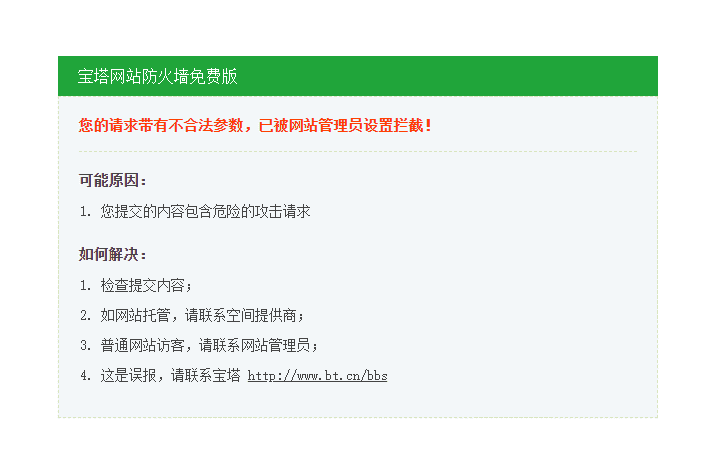 宝塔网站防火墙免费版
您的请求带有不合法参数，已被网站管理员设置拦截！
可能原因：
1. 您提交的内容包含危险的攻击请求
如何解决：
1. 检查提交内容；
2. 如网站托管，请联系空间提供商；
3. 普通网站访客，请联系网站管理员；
4. 这是误报，请联系宝塔 http://www.bt.cn/bbs